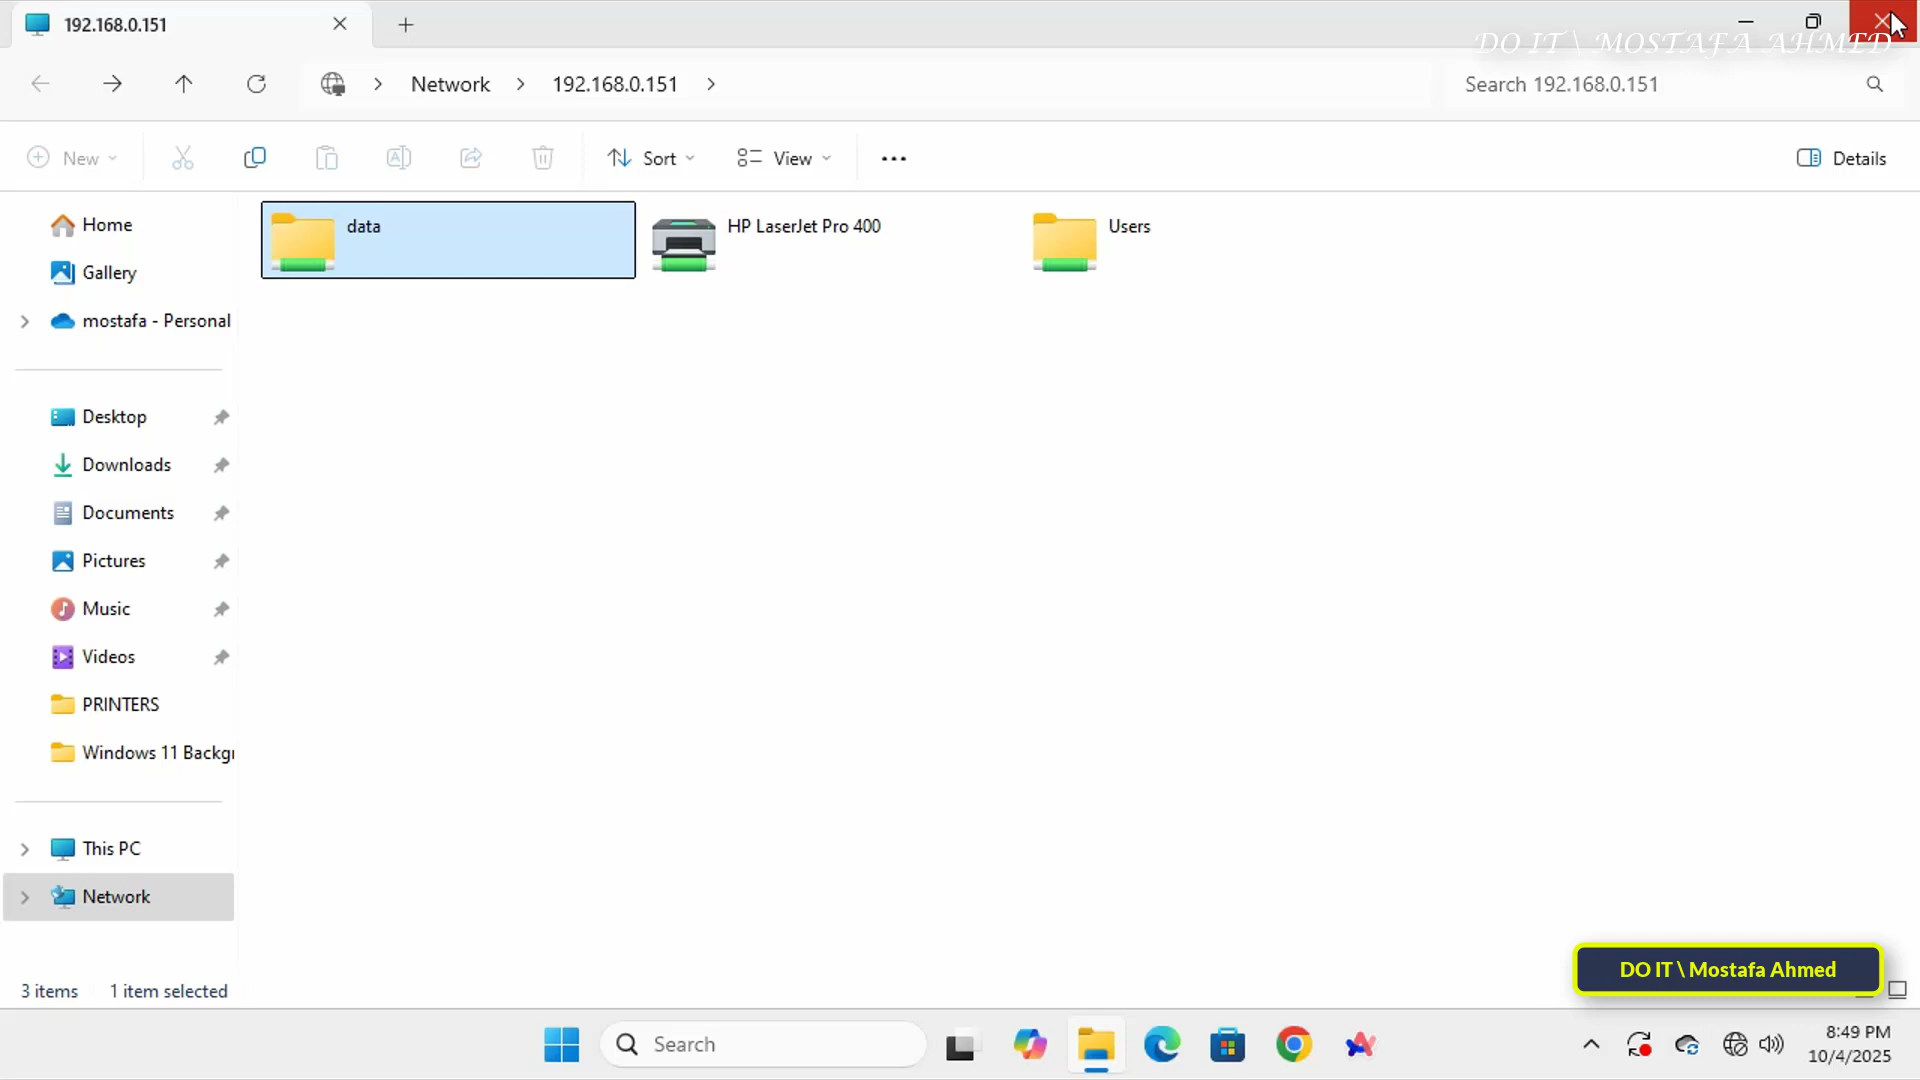 192.168.0.151
DO IT \ MOSTAFA AHMED
Network
192.168.0.151
Search 192.168.0.151
New
Sort
View
Details
Home
Gallery
mostafa - Personal
Desktop
Downloads
Documents
Pictures
Music
Videos
PRINTERS
Windows 11 Backgr
This PC
Network
data
HP LaserJet Pro 400
Users
3 items
1 item selected
DO IT \ Mostafa Ahmed
Search
8:49 PM
10/4/2025